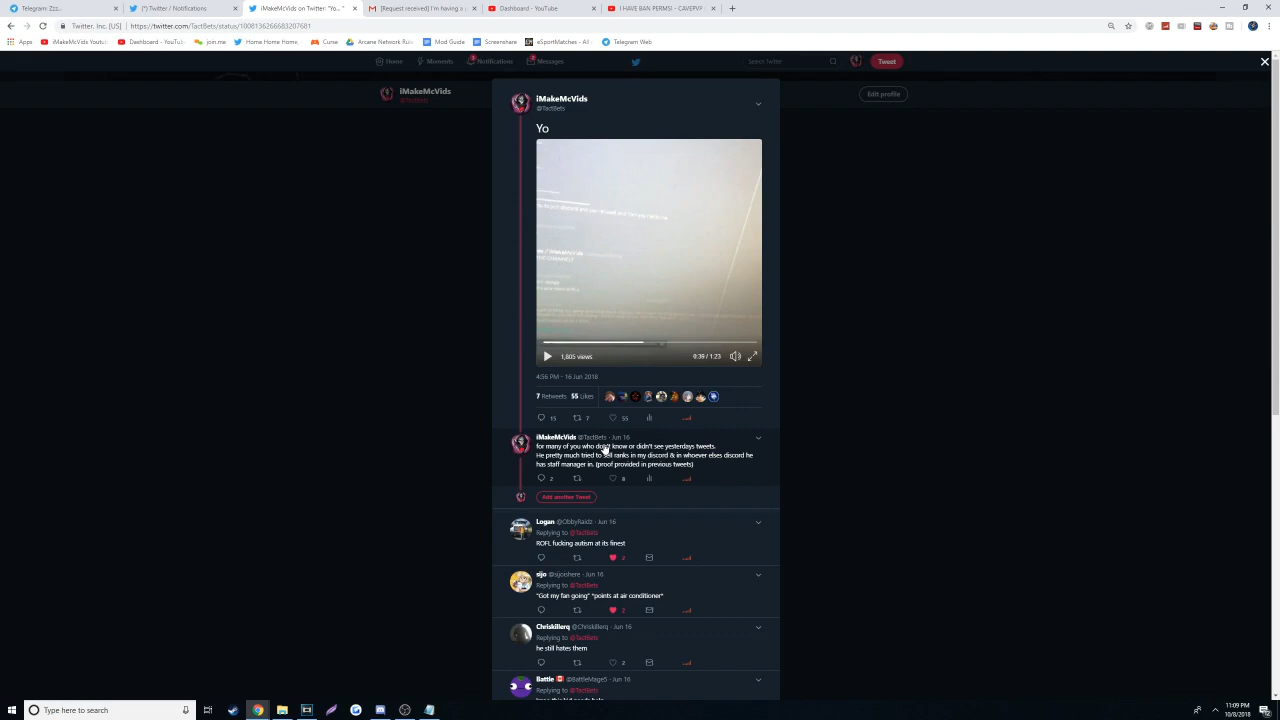 Telegram: Zzz...
(*) Twitter / Notifications
iMakeMcVids on Twitter: "Yo..."
[Request received] I'm having a
Dashboard - YouTube
I HAVE BAN PERMS! - CAVEPVP
Twitter, Inc. [US] https://twitter.com/TactBets/status/1008136266683207681
Apps
iMakeMcVids Youtub
Dashboard - YouTub
join.me
Home Home Home
Curse
Arcane Network Rule
Mod Guide
Screenshare
eSportMatches - All
Telegram Web
Home
Moments
Notifications
Messages
Search Twitter
Tweet
iMakeMcVids
@TactBets
Edit profile
iMakeMcVids
@TactBets
Yo
1,805 views
0:39 / 1:23
4:56 PM - 16 Jun 2018
7 Retweets 55 Likes
15 7 55
iMakeMcVids @TactBets · Jun 16
for many of you who don't know or didn't see yesterdays tweets.
He pretty much tried to sell ranks in my discord & in whoever elses discord he
has staff manager in. (proof provided in previous tweets)
2 8
Add another Tweet
Logan @ObbyRaidz · Jun 16
Replying to @TactBets
ROFL fucking autism at its finest
2
sijo @sijoishere · Jun 16
Replying to @TactBets
"Got my fan going" *points at air conditioner*
2
Chriskillerq @Chriskillerq · Jun 16
Replying to @TactBets
he still hates them
2
Battle @BattleMage5 · Jun 16
Replying to @TactBets
Type here to search
11:09 PM
10/8/2018